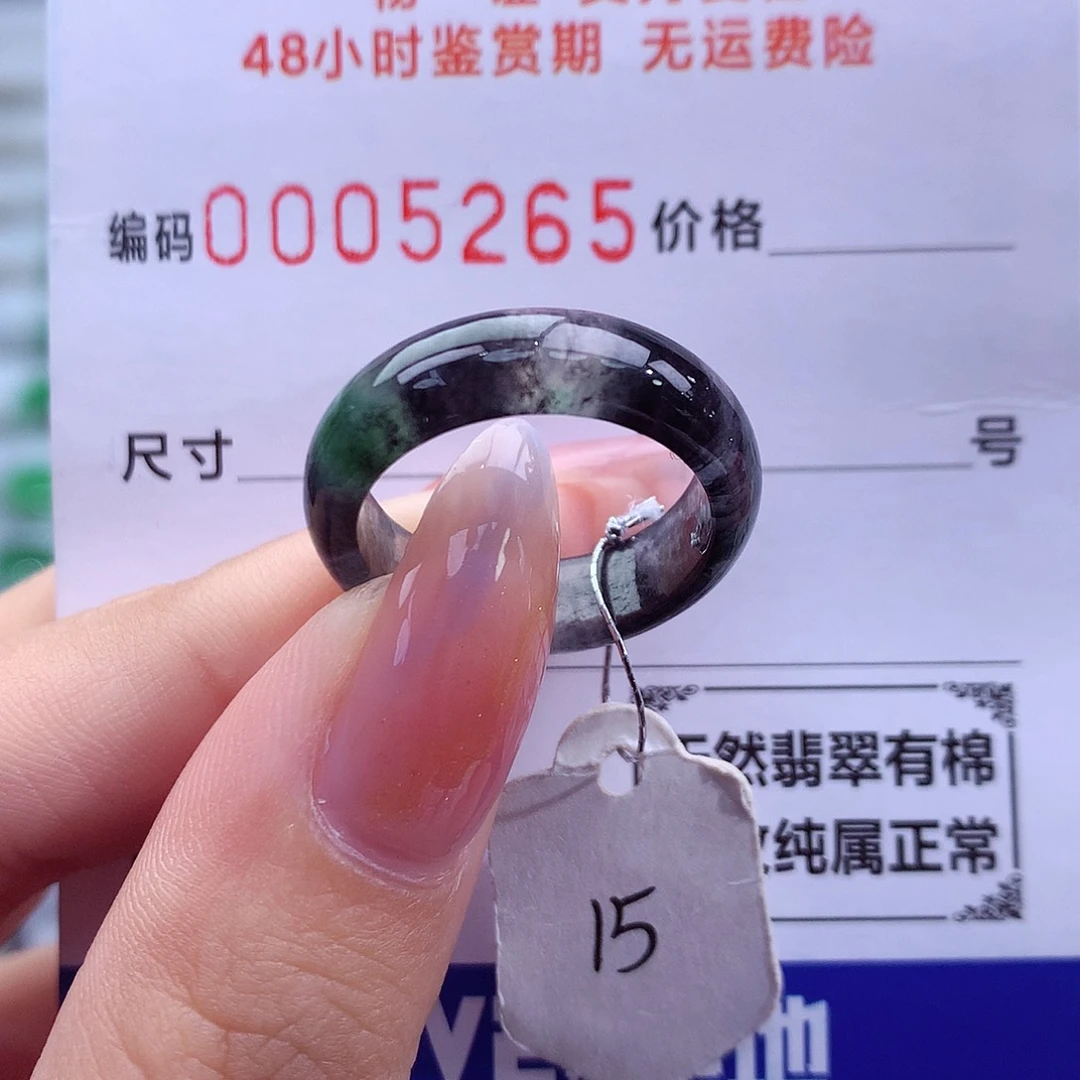 48小时鉴赏期 无运费险
编码0005265价格
尺寸 号
然翡翠有棉
纯属正常
15